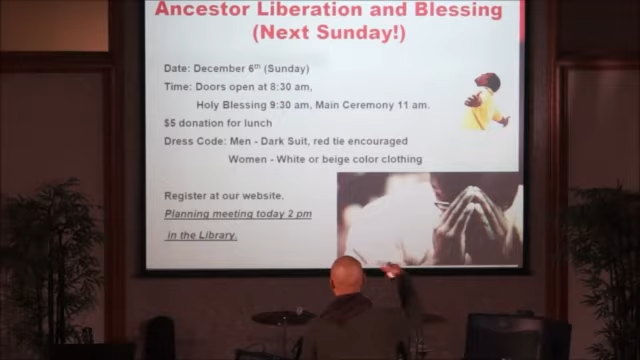 Ancestor Liberation and Blessing
(Next Sunday!)
Date: December 6th (Sunday)
Time: Doors open at 8:30 am,
Holy Blessing 9:30 am, Main Ceremony 11 am.
$5 donation for lunch
Dress Code: Men - Dark Suit, red tie encouraged
Women - White or beige color clothing
Register at our website.
Planning meeting today 2 pm
in the Library.